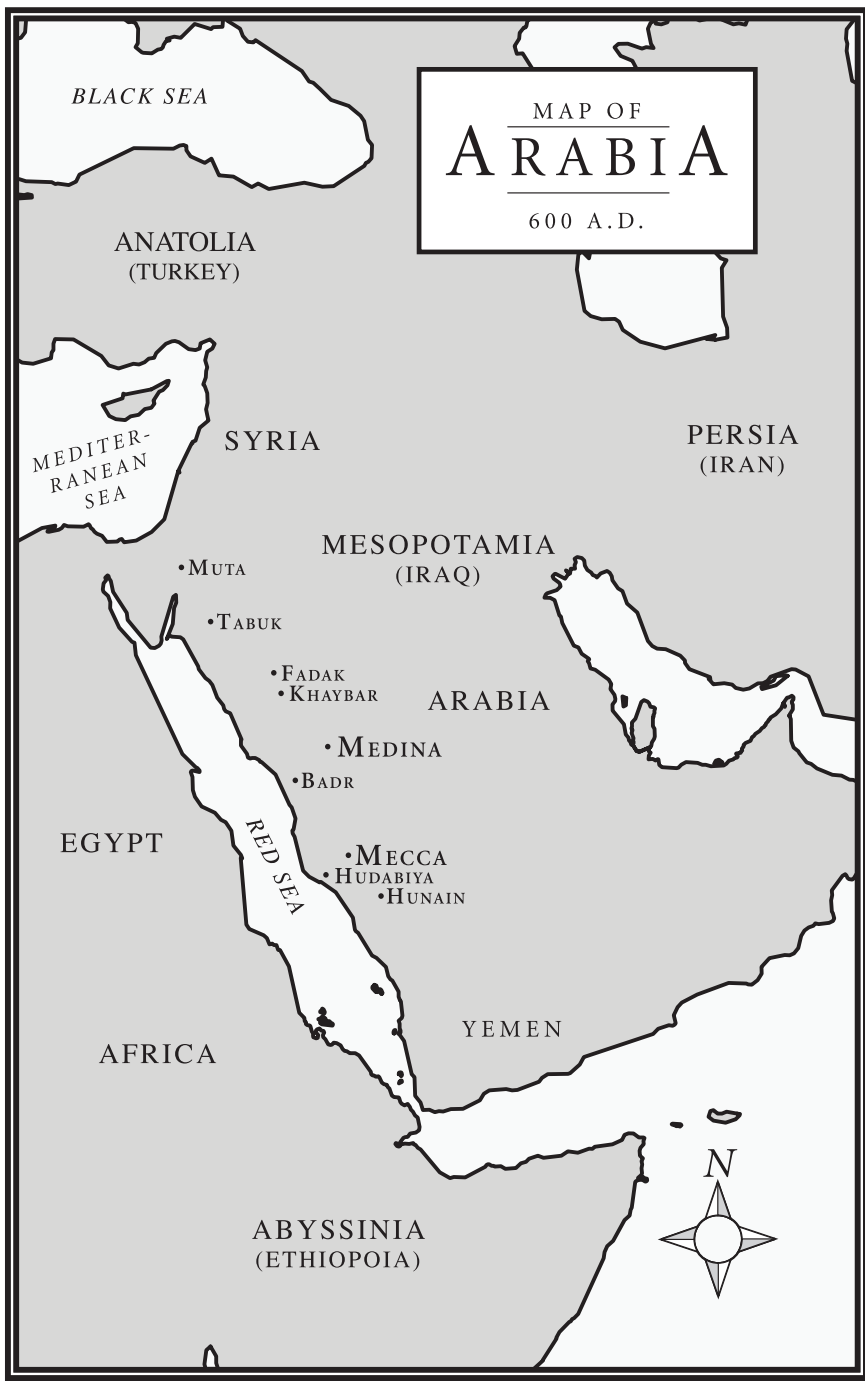 BLACK SEA
MAP OF
ARABIA
600 A.D.
ANATOLIA
(TURKEY)
SYRIA
PERSIA
(IRAN)
MEDITER-
RANEAN
SEA
MESOPOTAMIA
(IRAQ)
•MUTA
•TABUK
•FADAK
•KHAYBAR
ARABIA
•MEDINA
•BADR
EGYPT
RED SEA
•MECCA
•HUDABIYA
•HUNAIN
YEMEN
AFRICA
N
ABYSSINIA
(ETHIOPOIA)